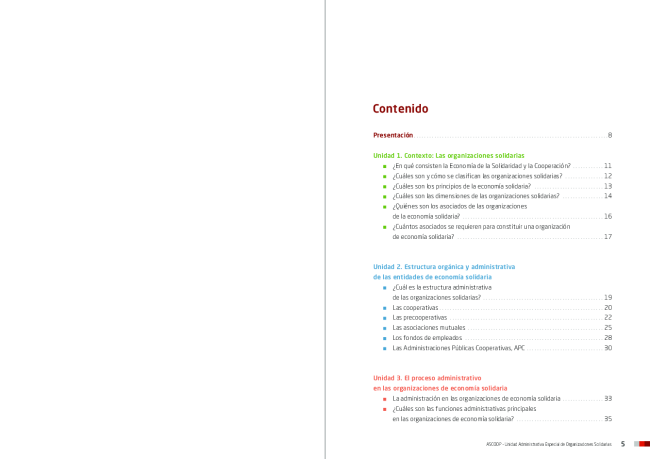 Contenido
Presentación 8
Unidad 1. Contexto: Las organizaciones solidarias
¿En qué consisten la Economía de la Solidaridad y la Cooperación? 11
¿Cuáles son y cómo se clasifican las organizaciones solidarias? 12
¿Cuáles son los principios de la economía solidaria? 13
¿Cuáles son las dimensiones de las organizaciones solidarias? 14
¿Quiénes son los asociados de las organizaciones
de la economía solidaria? 16
¿Cuántos asociados se requieren para constituir una organización
de economía solidaria? 17
Unidad 2. Estructura orgánica y administrativa
de las entidades de economía solidaria
¿Cuál es la estructura administrativa
de las organizaciones solidarias? 19
Las cooperativas 20
Las precooperativas 22
Las asociaciones mutuales 25
Los fondos de empleados 28
Las Administraciones Públicas Cooperativas, APC 30
Unidad 3. El proceso administrativo
en las organizaciones de economía solidaria
La administración en las organizaciones de economía solidaria 33
¿Cuáles son las funciones administrativas principales
en las organizaciones de economía solidaria? 35
ASCOOP - Unidad Administrativa Especial de Organizaciones Solidarias 5